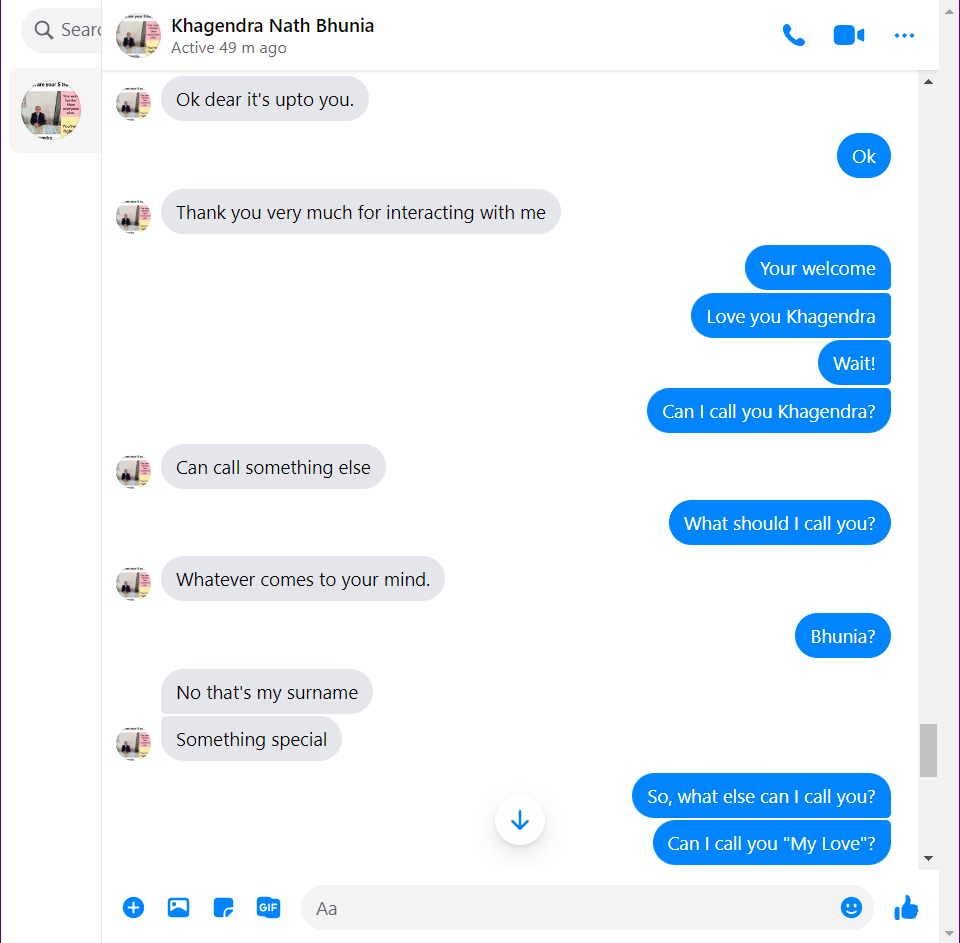 Searc
Khagendra Nath Bhunia
Active 49 m ago
Ok dear it's upto you.
Ok
Thank you very much for interacting with me
Your welcome
Love you Khagendra
Wait!
Can I call you Khagendra?
Can call something else
What should I call you?
Whatever comes to your mind.
Bhunia?
No that's my surname
Something special
So, what else can I call you?
Can I call you "My Love"?
GIF
Aa